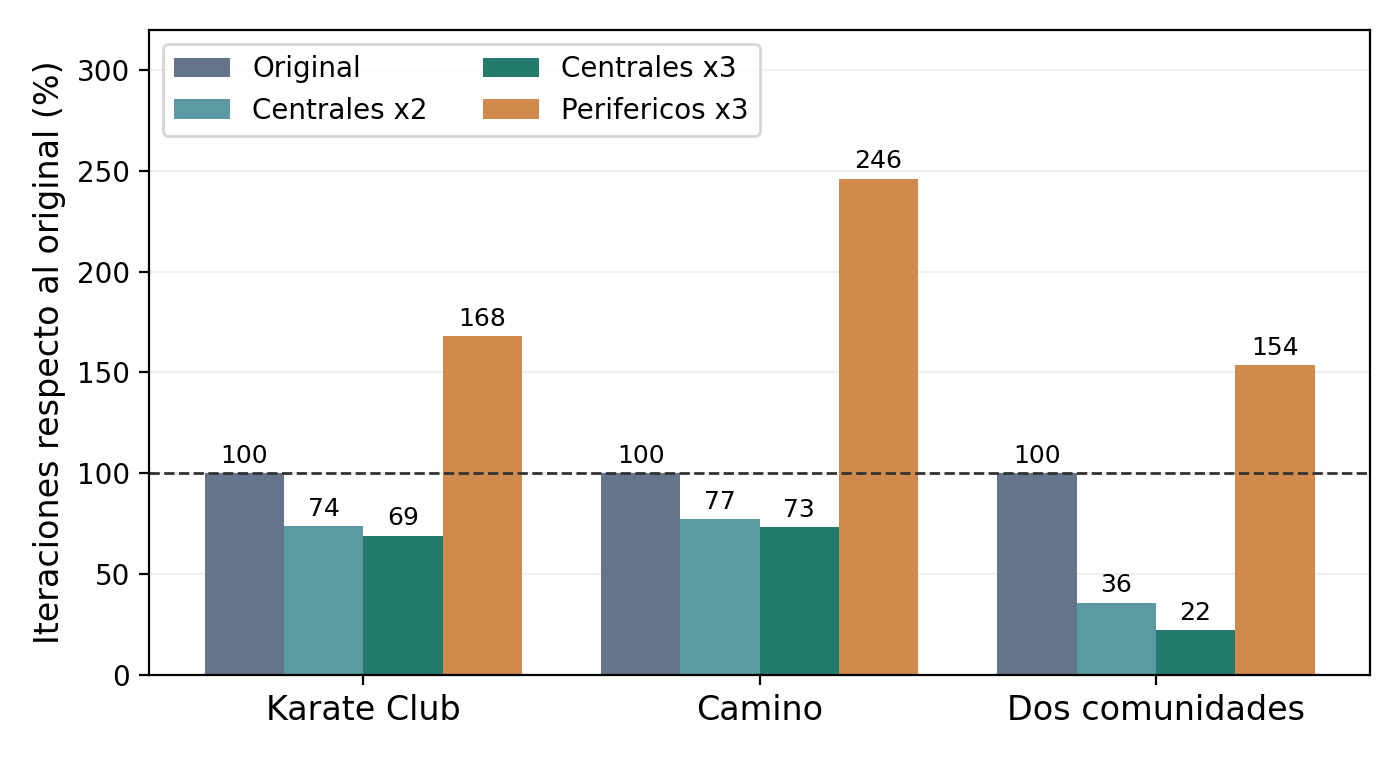 Iteraciones respecto al original (%)
300
250
200
150
100
50
0
Original
Centrales x2
Centrales x3
Perifericos x3
100
74
69
168
100
77
73
246
100
36
22
154
Karate Club
Camino
Dos comunidades